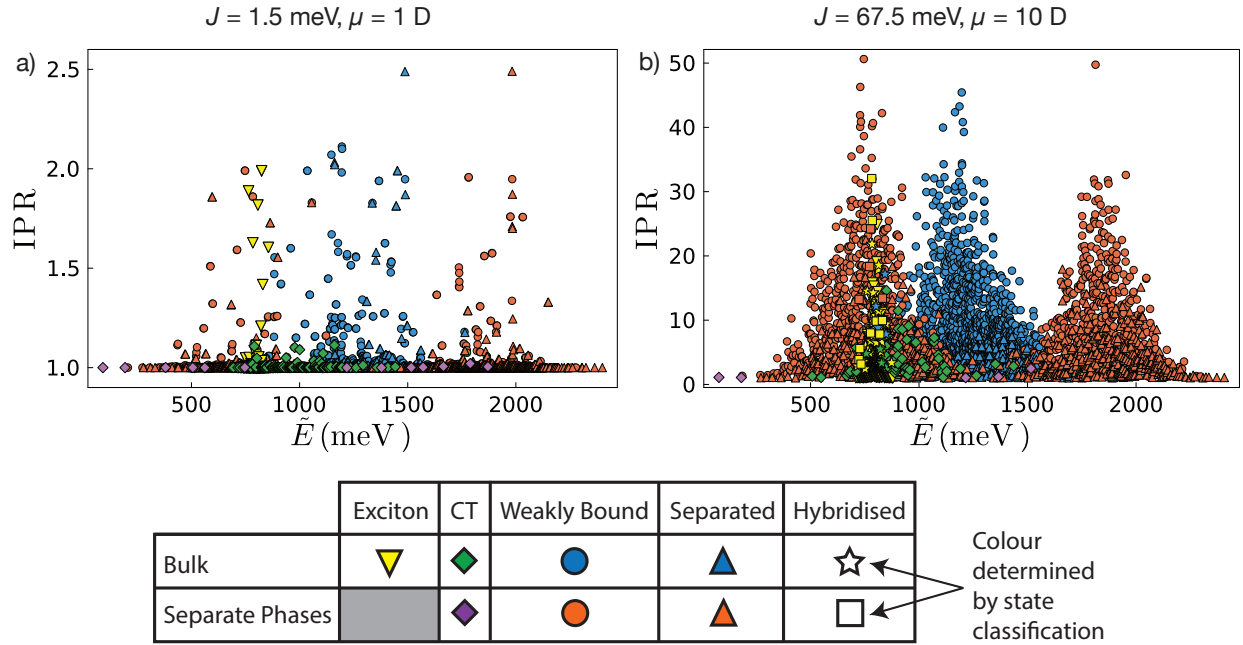 J = 1.5 meV, μ = 1 D
J = 67.5 meV, μ = 10 D
a)
2.5
2.0
1.5
1.0
IPR
500
1000
1500
2000
Ẽ (meV)
b)
50
40
30
20
10
0
IPR
500
1000
1500
2000
Ẽ (meV)
Exciton CT Weakly Bound Separated Hybridised
Bulk
Separate Phases
Colour
determined
by state
classification